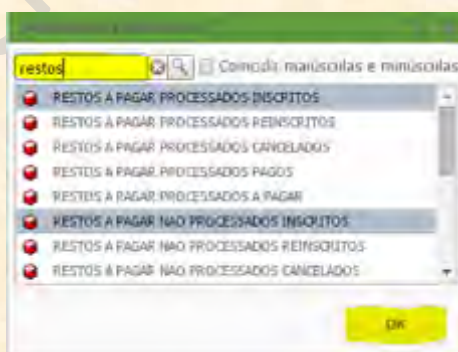 restos Coincida maiúsculas e minúsculas
RESTOS A PAGAR PROCESSADOS INSCRITOS
RESTOS A PAGAR PROCESSADOS REINSCRITOS
RESTOS A PAGAR PROCESSADOS CANCELADOS
RESTOS A PAGAR PROCESSADOS PAGOS
RESTOS A PAGAR PROCESSADOS A PAGAR
RESTOS A PAGAR NAO PROCESSADOS INSCRITOS
RESTOS A PAGAR NAO PROCESSADOS REINSCRITOS
RESTOS A PAGAR NAO PROCESSADOS CANCELADOS
OK